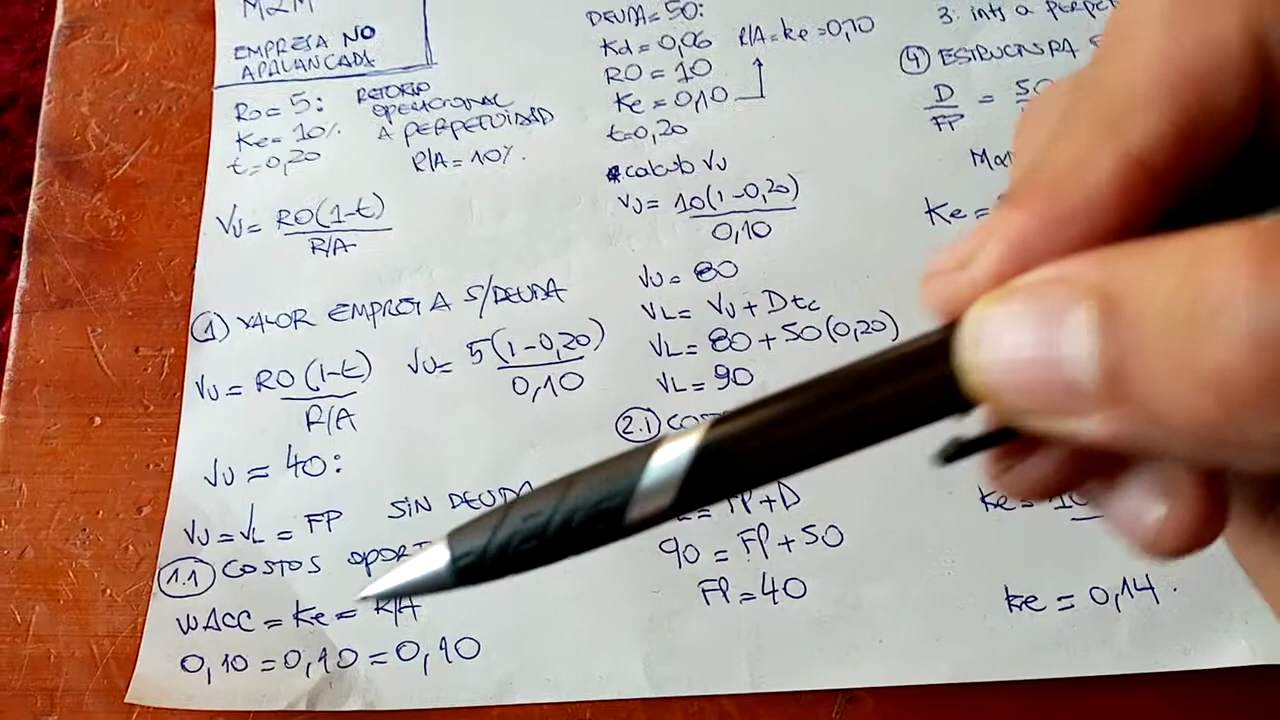 M&M
EMPRESA NO
APALANCADA
RO = 5: RETORNO
OPERACIONAL
Ke = 10% A PERPETUIDAD
t = 0,20 R/A = 10%.
VU = RO(1-t)
R/A
① VALOR EMPRESA S/DEUDA
VU = RO (1-t) VU = 5(1-0,20)
R/A 0,10
VU = 40:
VU = VL = FP SIN DEUDA
1.1 COSTOS
WACC = Ke = R/A
0,10 = 0,10 = 0,10
DEUDA = 50:
Kd = 0,06 R/A = Ke = 0,10
RO = 10
Ke = 0,10
t = 0,20
*calculo VU
VU = 10(1-0,20)
0,10
VU = 80
VL = VU + D tc
VL = 80 + 50(0,20)
VL = 90
2.1
= FP + D
90 = FP + 50
FP = 40
3. a
④ ESTRUCTURA
D = 50
FP
Ke =
Ke = 10
Ke = 0,14.